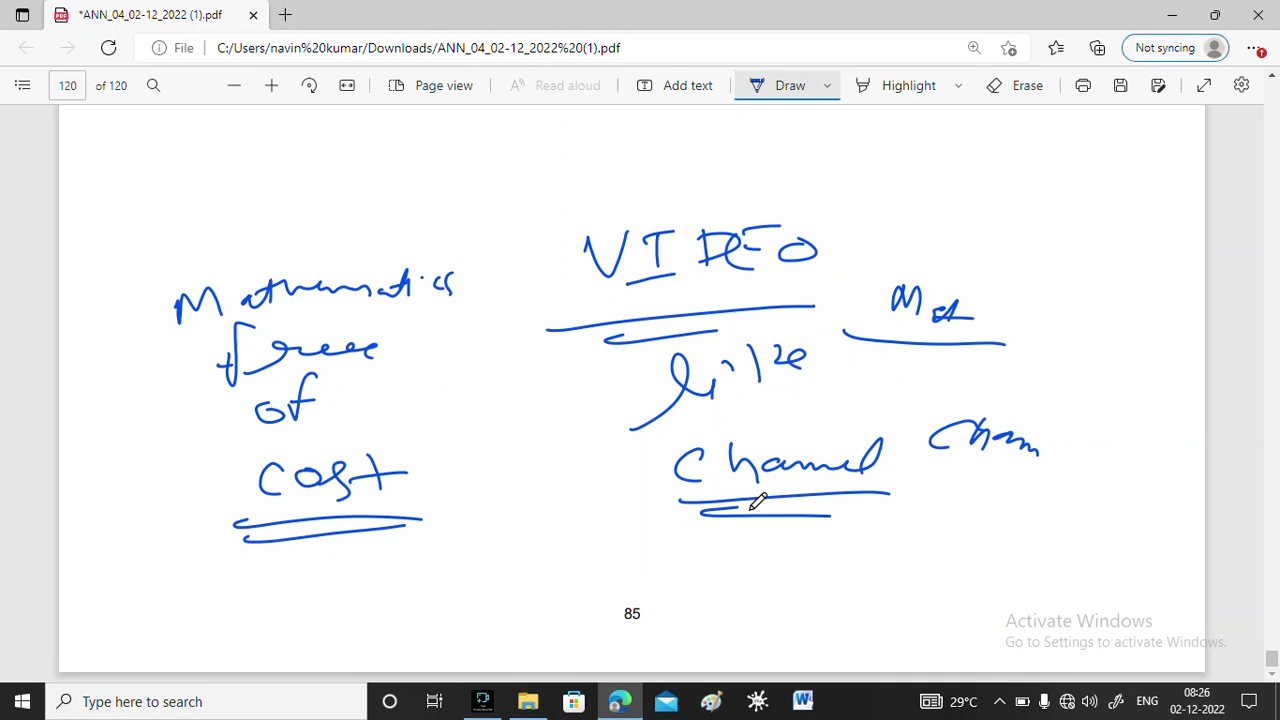 *ANN_04_02-12_2022 (1).pdf
File
C:/Users/navin%20kumar/Downloads/ANN_04_02-12_2022%20(1).pdf
Not syncing
120 of 120
Page view
Read aloud
Add text
Draw
Highlight
Erase
VIDEO
Mathematics
free
of
cost
like
Channel
Cham
85
Activate Windows
Go to Settings to activate Windows.
Type here to search
29°C
ENG
08:26
02-12-2022